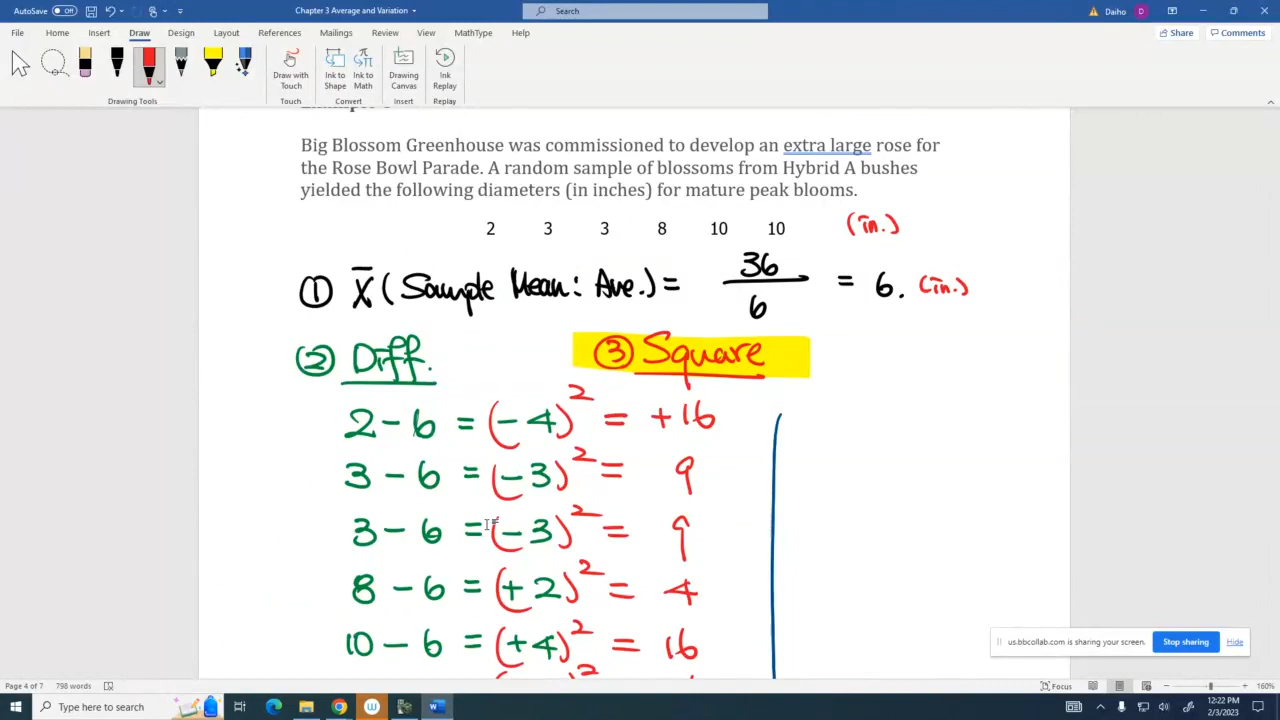 AutoSave Off Chapter 3 Average and Variatio... Search Daiho
File Home Insert Draw Design Layout References Mailings Review View MathType Help Share Comments
Draw with Touch Ink to Shape Ink to Math Drawing Canvas Ink Replay
Drawing Tools Touch Convert Insert Replay
Big Blossom Greenhouse was commissioned to develop an extra large rose for
the Rose Bowl Parade. A random sample of blossoms from Hybrid A bushes
yielded the following diameters (in inches) for mature peak blooms.
2 3 3 8 10 10 (in.)
① x̄ (Sample Mean: Ave.) = 36/6 = 6. (in.)
② Diff. ③ Square
2 - 6 = (-4)² = +16
3 - 6 = (-3)² = 9
3 - 6 = (-3)² = 9
8 - 6 = (+2)² = 4
10 - 6 = (+4)² = 16
us.bbcollab.com is sharing your screen. Stop sharing Hide
Page 4 of 7 798 words Focus 160%
Type here to search 12:22 PM
2/2/2023